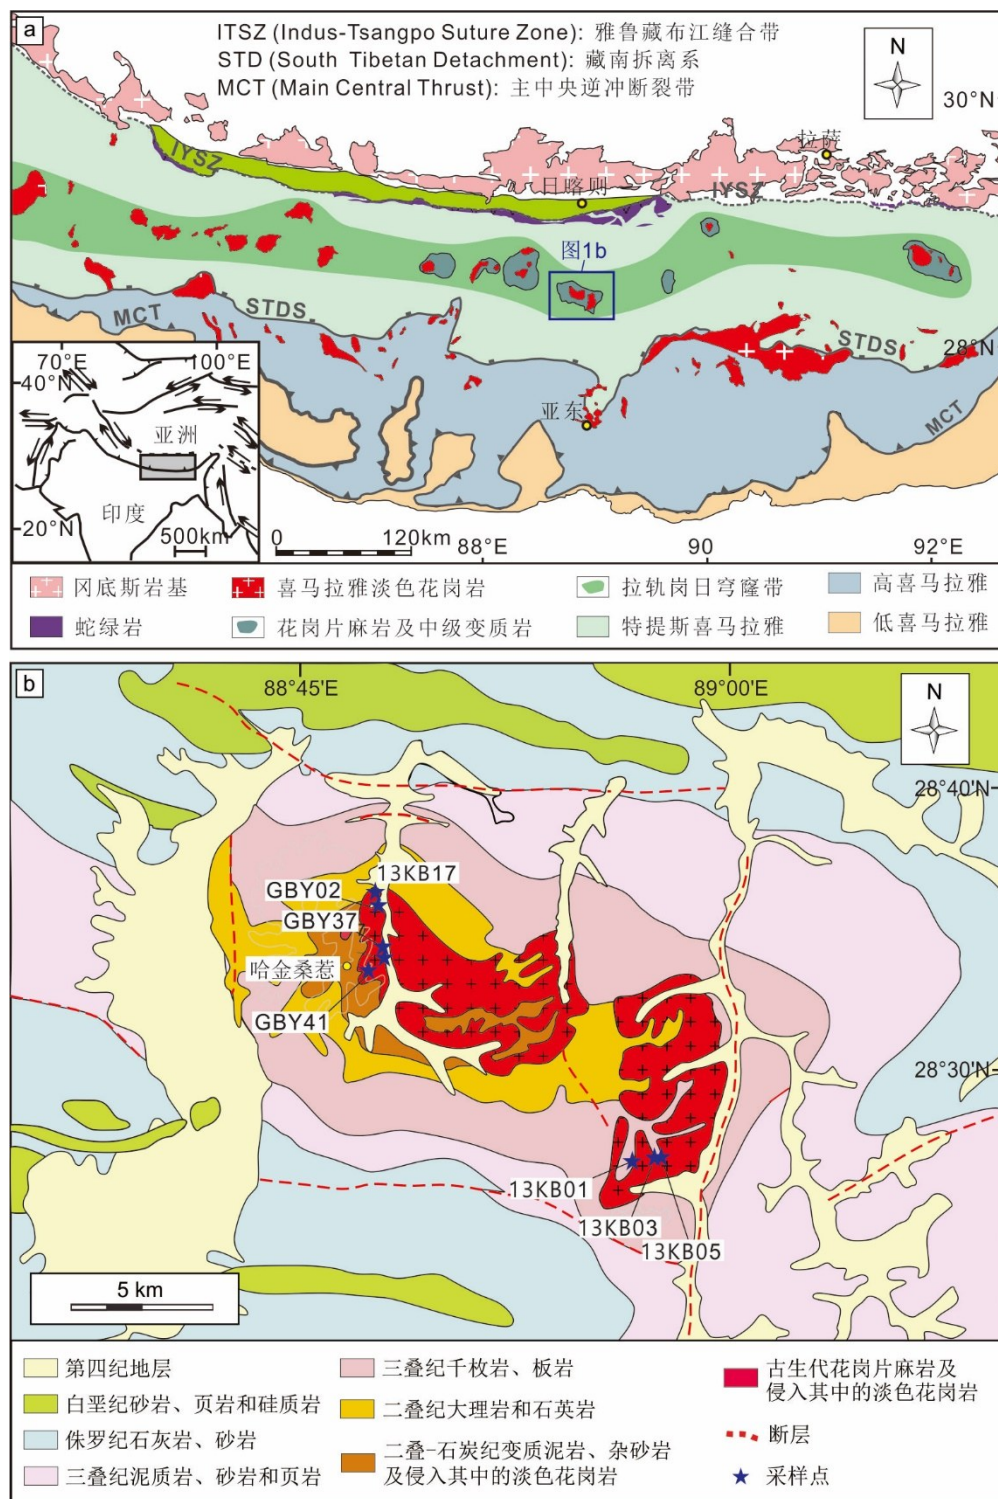 a
ITSZ (Indus-Tsangpo Suture Zone): 雅鲁藏布江缝合带
STD (South Tibetan Detachment): 藏南拆离系
MCT (Main Central Thrust): 主中央逆冲断裂带
N
30°N
拉萨
IYSZ
日略则
IYSZ
图1b
MCT
STDS
STDS
28°N
70°E
100°E
40°N
亚洲
印度
20°N
500km
亚东
MCT
0
120km
88°E
90
92°E
冈底斯岩基
喜马拉雅淡色花岗岩
拉轨岗日穹窿带
高喜马拉雅
蛇绿岩
花岗片麻岩及中级变质岩
特提斯喜马拉雅
低喜马拉雅
b
88°45'E
89°00'E
N
28°40'N
13KB17
GBY02
GBY37
哈金桑惹
GBY41
28°30'N
13KB01
13KB03
13KB05
5 km
第四纪地层
三叠纪千枚岩、板岩
古生代花岗片麻岩及
侵入其中的淡色花岗岩
白垩纪砂岩、页岩和硅质岩
二叠纪大理岩和石英岩
侏罗纪石灰岩、砂岩
二叠-石炭纪变质泥岩、杂砂岩
及侵入其中的淡色花岗岩
断层
三叠纪泥质岩、砂岩和页岩
采样点